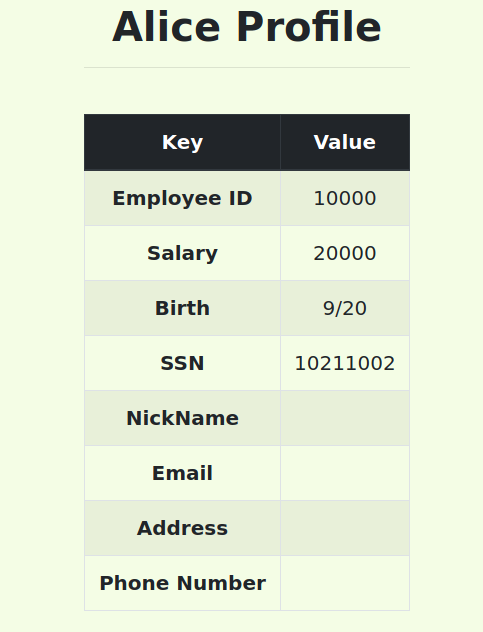 Alice Profile
Key Value
Employee ID 10000
Salary 20000
Birth 9/20
SSN 10211002
NickName
Email
Address
Phone Number